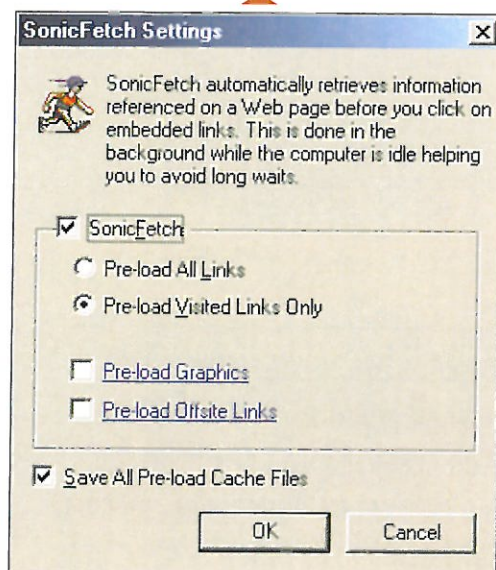 SonicFetch Settings
SonicFetch automatically retrieves information
referenced on a Web page before you click on
embedded links. This is done in the
background while the computer is idle helping
you to avoid long waits.
SonicFetch
Pre-load All Links
Pre-load Visited Links Only
Pre-load Graphics
Pre-load Offsite Links
Save All Pre-load Cache Files
OK
Cancel